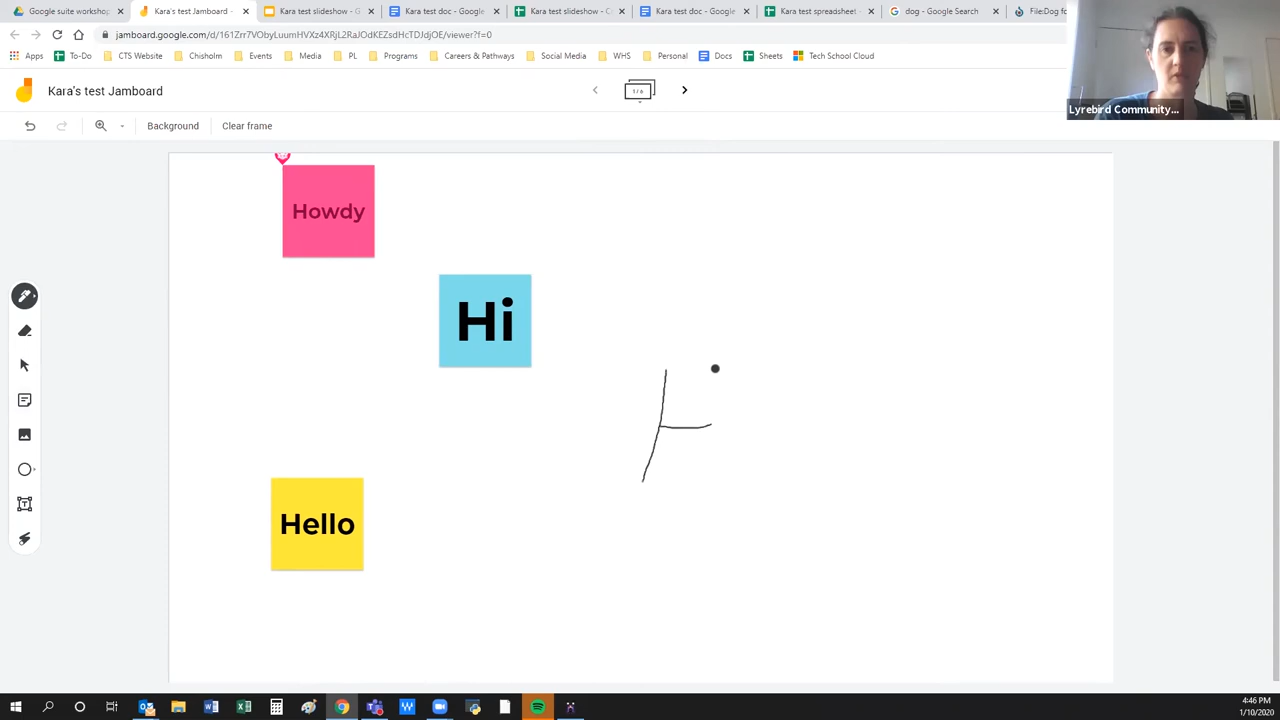 Google suite workshop
Kara's test Jamboard -
Kara test slideshow - G
Kara test doc - Google
Kara test slideshow - C
Kara test doc - Google
Kara test spreadsheet -
dog - Google Search
File:Dog fo
jamboard.google.com/d/161Zrr7VObyLuumHVXz4XRjL2RaJOdKEZsdHcTDJdjOE/viewer?f=0
Apps To-Do CTS Website Chisholm Events Media PL Programs Careers & Pathways Social Media WHS Personal Docs Sheets Tech School Cloud
Lyrebird Community...
Kara's test Jamboard
1 / 6
Background Clear frame
Howdy
Hi
Hello
4:46 PM
1/10/2020